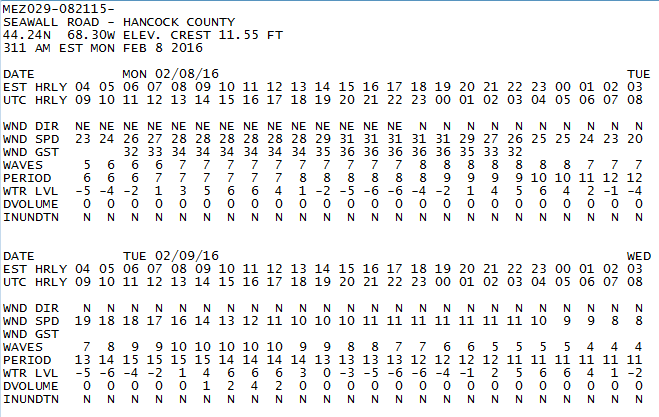 MEZ029-082115-
SEAWALL ROAD - HANCOCK COUNTY
44.24N 68.30W ELEV. CREST 11.55 FT
311 AM EST MON FEB 8 2016
DATE MON 02/08/16 TUE
EST HRLY 04 05 06 07 08 09 10 11 12 13 14 15 16 17 18 19 20 21 22 23 00 01 02 03
UTC HRLY 09 10 11 12 13 14 15 16 17 18 19 20 21 22 23 00 01 02 03 04 05 06 07 08
WND DIR NE NE NE NE NE NE NE NE NE NE NE NE NE NE N N N N N N N N N N
WND SPD 23 24 26 27 28 28 28 28 28 28 29 31 31 31 31 31 29 27 26 25 25 24 23 20
WND GST 32 33 34 34 34 34 34 34 35 36 36 36 36 36 35 33 32
WAVES 5 6 6 6 7 7 7 7 7 7 7 7 7 7 8 8 8 8 8 8 8 7 7 7
PERIOD 6 6 6 7 7 7 7 7 8 8 8 8 8 8 8 9 9 9 9 10 10 11 12 12
WTR LVL -5 -4 -2 1 3 5 6 6 4 1 -2 -5 -6 -6 -4 -2 1 4 5 6 4 2 -1 -4
DVOLUME 0 0 0 0 0 0 0 0 0 0 0 0 0 0 0 0 0 0 0 0 0 0 0 0
INUNDTN N N N N N N N N N N N N N N N N N N N N N N N N
DATE TUE 02/09/16 WED
EST HRLY 04 05 06 07 08 09 10 11 12 13 14 15 16 17 18 19 20 21 22 23 00 01 02 03
UTC HRLY 09 10 11 12 13 14 15 16 17 18 19 20 21 22 23 00 01 02 03 04 05 06 07 08
WND DIR N N N N N N N N N N N N N N N N N N N N N N N N
WND SPD 19 18 18 17 16 14 13 12 11 10 10 10 11 11 11 11 11 11 11 10 9 9 8 8
WND GST
WAVES 7 8 9 9 10 10 10 10 10 9 9 8 8 7 7 6 6 5 5 5 5 4 4 4
PERIOD 13 14 15 15 15 15 14 14 14 14 13 13 13 13 12 12 12 12 11 11 11 11 11 11
WTR LVL -5 -6 -4 -2 1 4 6 6 6 3 0 -3 -5 -6 -6 -4 -1 2 5 6 6 4 1 -2
DVOLUME 0 0 0 0 0 1 2 4 2 0 0 0 0 0 0 0 0 0 0 0 0 0 0 0
INUNDTN N N N N N N N N N N N N N N N N N N N N N N N N